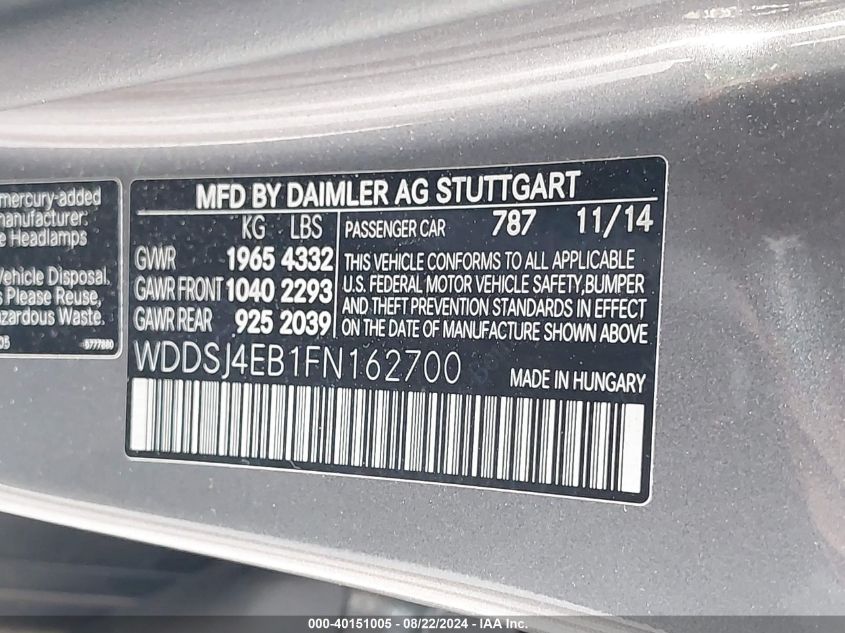 mercury-added
manufacturer:
e Headlamps
Vehicle Disposal.
s Please Reuse,
azardous Waste.
05
MFD BY DAIMLER AG STUTTGART
KG LBS
GVWR 1965 4332
GAWR FRONT 1040 2293
GAWR REAR 925 2039
PASSENGER CAR 787 11/14
THIS VEHICLE CONFORMS TO ALL APPLICABLE
U.S. FEDERAL MOTOR VEHICLE SAFETY,BUMPER
AND THEFT PREVENTION STANDARDS IN EFFECT
ON THE DATE OF MANUFACTURE SHOWN ABOVE
WDDSJ4EB1FN162700
MADE IN HUNGARY
000-40151005 - 08/22/2024 - IAA Inc.